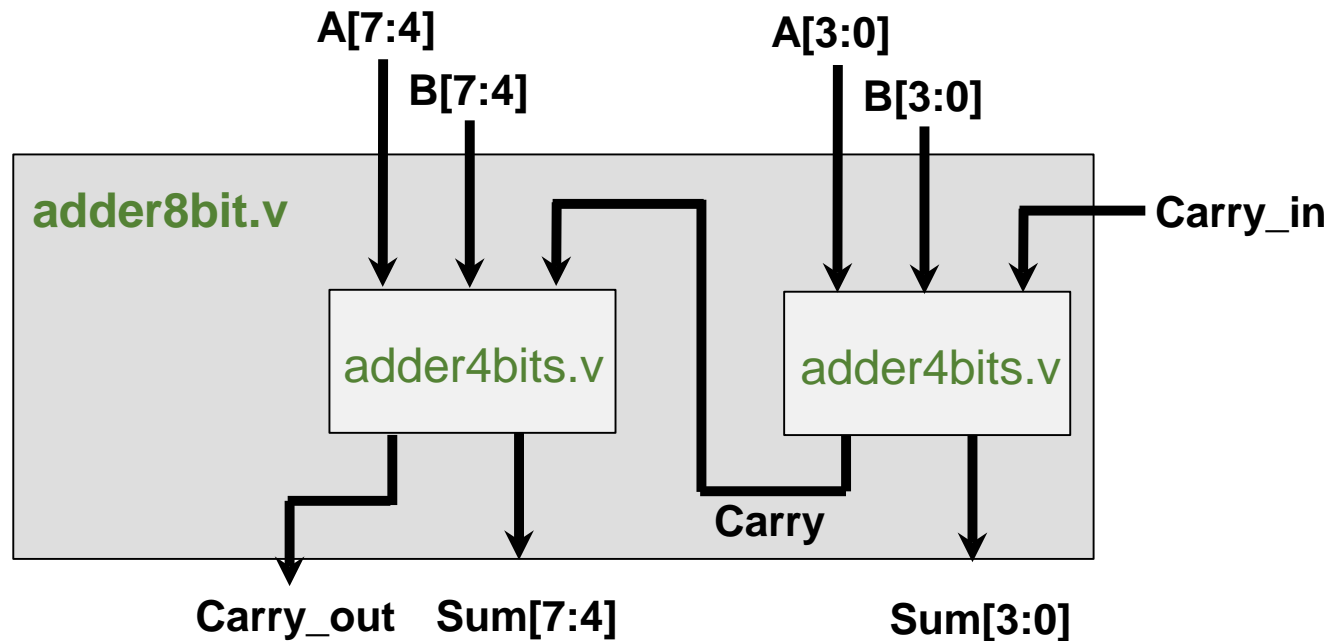 A[7:4]
A[3:0]
B[7:4]
B[3:0]
adder8bit.v
Carry_in
adder4bits.v
adder4bits.v
Carry
Carry_out
Sum[7:4]
Sum[3:0]